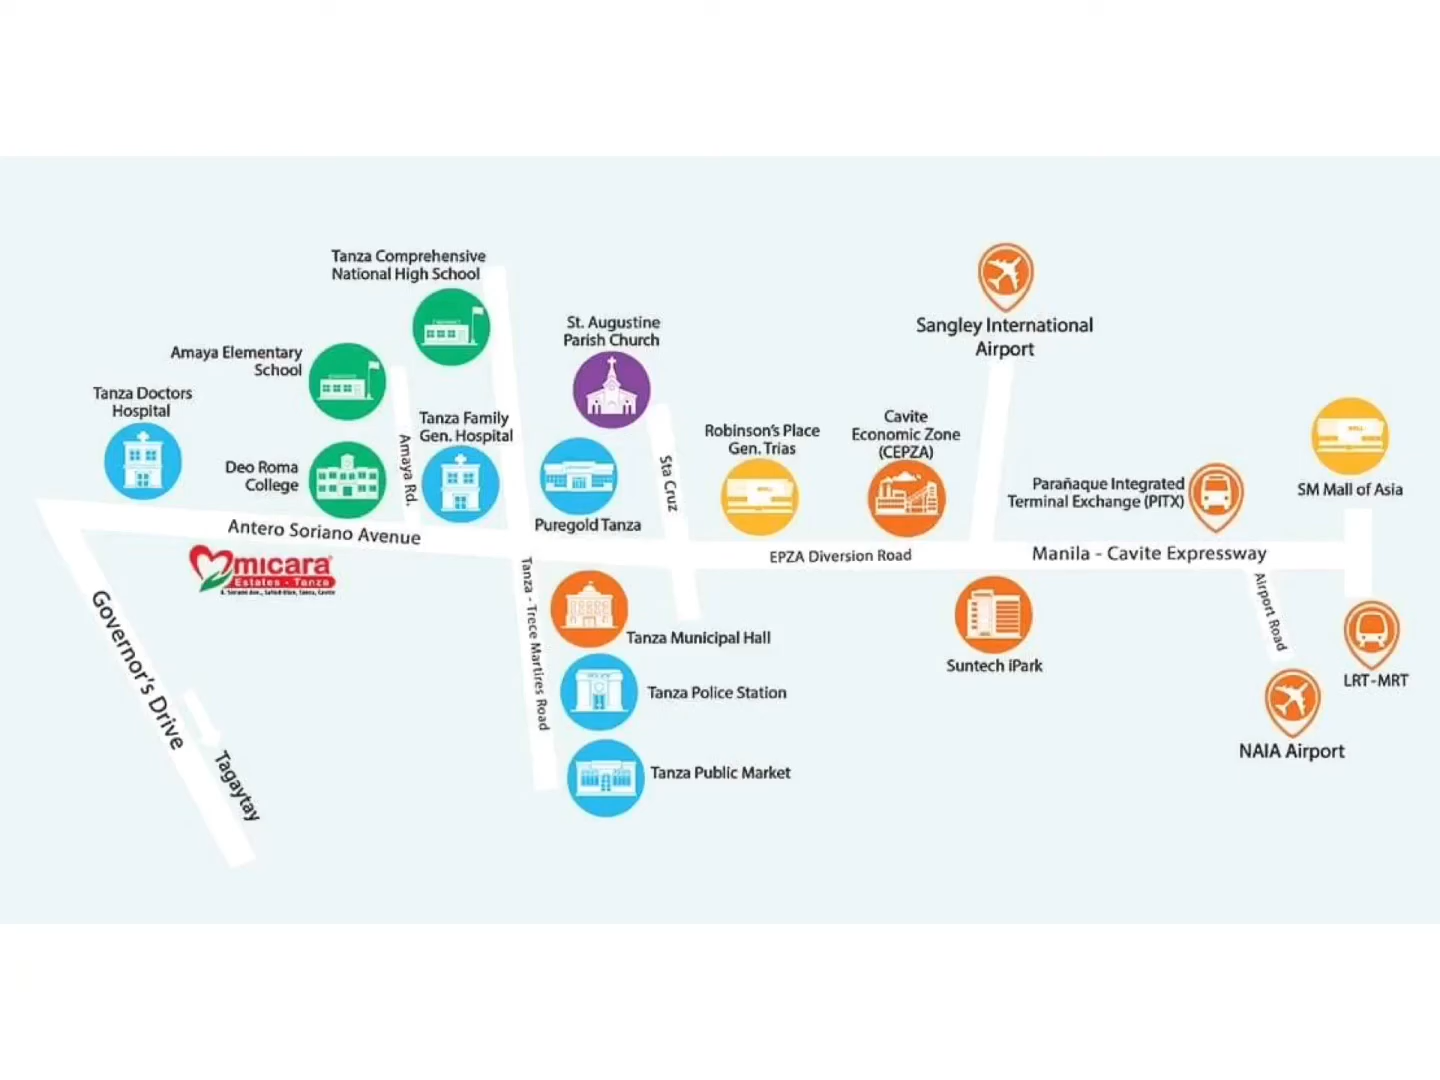 Tanza Comprehensive
National High School
St. Augustine
Parish Church
Sangley International
Airport
Amaya Elementary
School
Tanza Doctors
Hospital
Tanza Family
Gen. Hospital
Amaya Rd.
Deo Roma
College
Puregold Tanza
Sta Cruz
Robinson's Place
Gen. Trias
Cavite
Economic Zone
(CEPZA)
Parañaque Integrated
Terminal Exchange (PITX)
MALL
SM Mall of Asia
Antero Soriano Avenue
EPZA Diversion Road
Manila - Cavite Expressway
micara
Estates - Tanza
Governor's Drive
Tagaytay
Tanza - Trece Martires Road
Tanza Municipal Hall
Tanza Police Station
Tanza Public Market
Suntech iPark
Airport Road
LRT-MRT
NAIA Airport